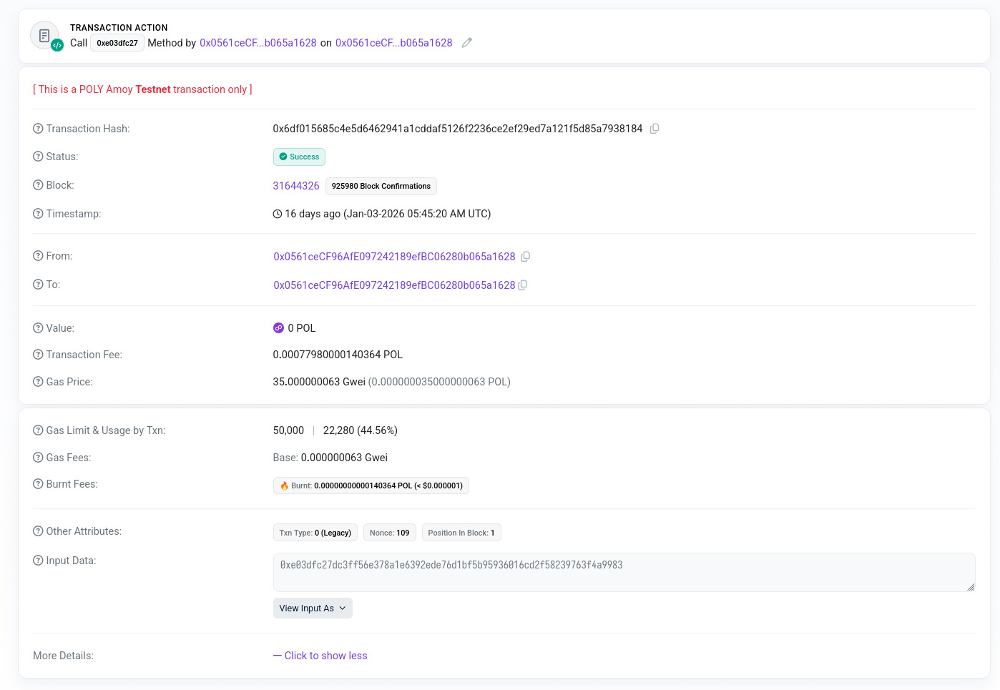 TRANSACTION ACTION
Call 0xe03dfc27 Method by 0x0561ceCF...b065a1628 on 0x0561ceCF...b065a1628
[ This is a POLY Amoy Testnet transaction only ]
Transaction Hash: 0x6df015685c4e5d6462941a1cddaf5126f2236ce2ef29ed7a121f5d85a7938184
Status: Success
Block: 31644326 925980 Block Confirmations
Timestamp: 16 days ago (Jan-03-2026 05:45:20 AM UTC)
From: 0x0561ceCF96AfE097242189efBC06280b065a1628
To: 0x0561ceCF96AfE097242189efBC06280b065a1628
Value: 0 POL
Transaction Fee: 0.00077980000140364 POL
Gas Price: 35.000000063 Gwei (0.000000035000000063 POL)
Gas Limit & Usage by Txn: 50,000 | 22,280 (44.56%)
Gas Fees: Base: 0.000000063 Gwei
Burnt Fees: 🔥 Burnt: 0.00000000000140364 POL (< $0.000001)
Other Attributes: Txn Type: 0 (Legacy) Nonce: 109 Position In Block: 1
Input Data: 0xe03dfc27dc3ff56e378a1e6392ede76d1bf5b95936016cd2f58239763f4a9983
View Input As
More Details: — Click to show less